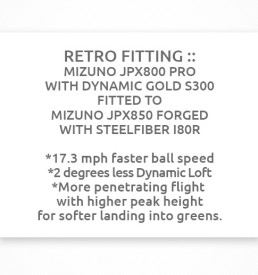 RETRO FITTING ::
MIZUNO JPX800 PRO
WITH DYNAMIC GOLD S300
FITTED TO
MIZUNO JPX850 FORGED
WITH STEELFIBER I80R
*17.3 mph faster ball speed
*2 degrees less Dynamic Loft
*More penetrating flight
with higher peak height
for softer landing into greens.